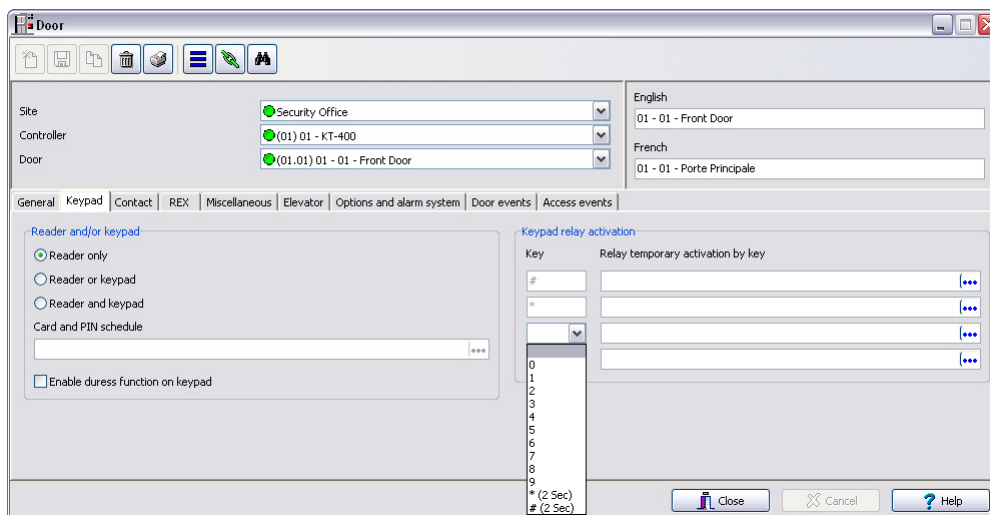 Door
Site
Security Office
Controller
(01) 01 - KT-400
Door
(01.01) 01 - 01 - Front Door
English
01 - 01 - Front Door
French
01 - 01 - Porte Principale
General Keypad Contact REX Miscellaneous Elevator Options and alarm system Door events Access events
Reader and/or keypad
Reader only
Reader or keypad
Reader and keypad
Card and PIN schedule
Enable duress function on keypad
Keypad relay activation
Key Relay temporary activation by key
#
*
0
1
2
3
4
5
6
7
8
9
* (2 Sec)
# (2 Sec)
Close Cancel ? Help